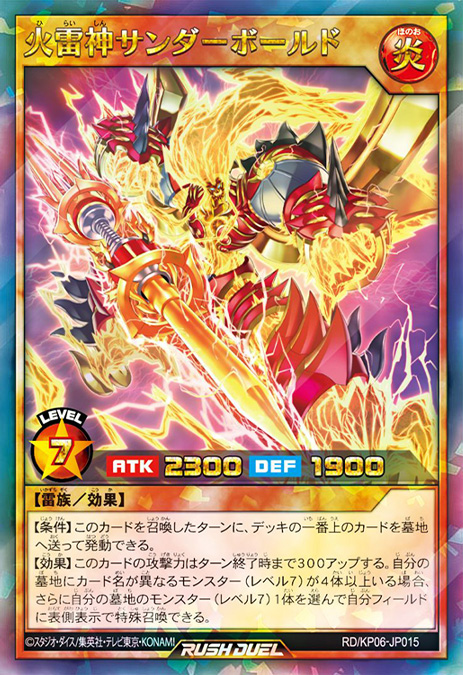 火雷神サンダーボールド
炎
LEVEL
7
ATK 2300 DEF 1900
【雷族/効果】
【条件】このカードを召喚したターンに、デッキの一番上のカードを墓地
へ送って発動できる。
【効果】このカードの攻撃力はターン終了時まで300アップする。自分の
墓地にカード名が異なるモンスター(レベル7)が4体以上いる場合、
さらに自分の墓地のモンスター(レベル7)1体を選んで自分フィールド
に表側表示で特殊召喚できる。
©スタジオ・ダイス/集英社・テレビ東京・KONAMI
RUSH DUEL
RD/KP06-JP015